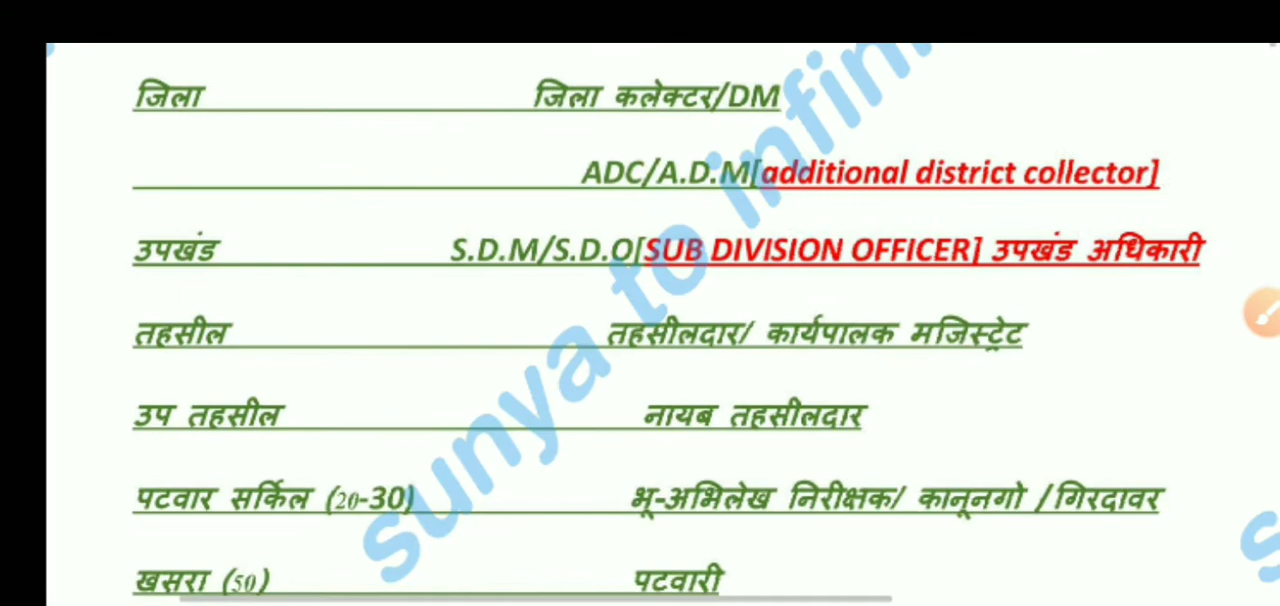 जिला जिला कलेक्टर/DM
ADC/A.D.M[additional district collector]
उपखंड S.D.M/S.D.O[SUB DIVISION OFFICER] उपखंड अधिकारी
तहसील तहसीलदार/ कार्यपालक मजिस्ट्रेट
उप तहसील नायब तहसीलदार
पटवार सर्किल (20-30) भू-अभिलेख निरीक्षक/ कानूनगो /गिरदावर
खसरा (50) पटवारी
sunya to infin